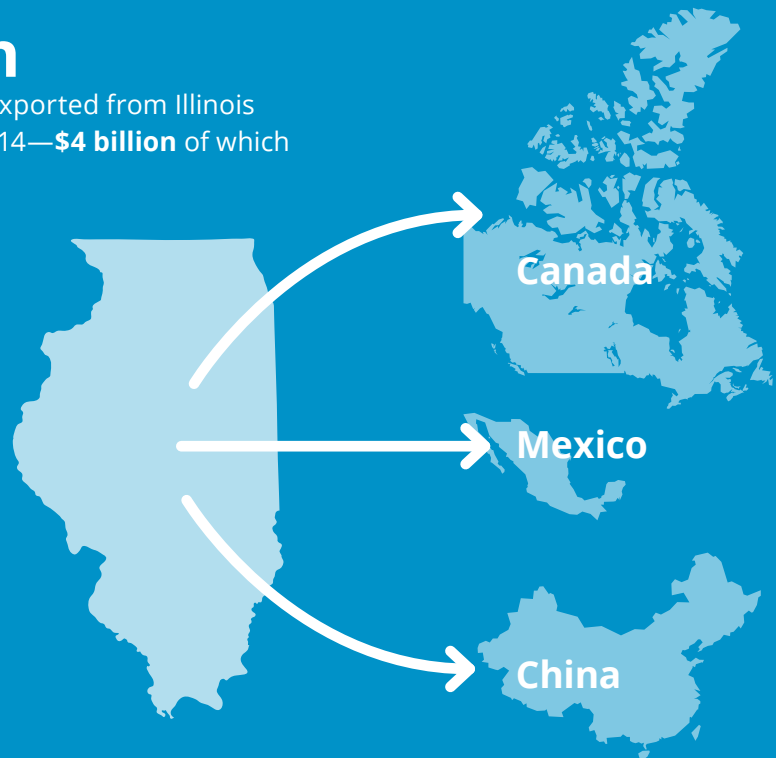 n
xported from Illinois
14—$4 billion of which
Canada
Mexico
China